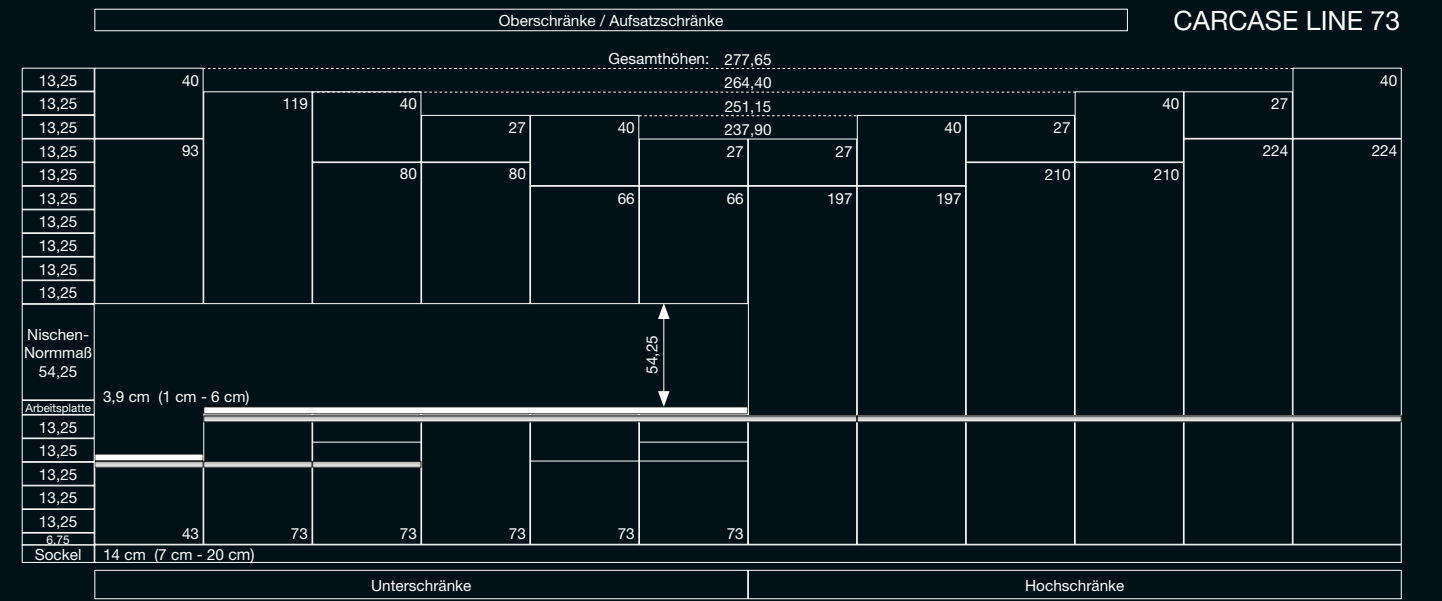 Oberschränke / Aufsatzschränke
CARCASE LINE 73
Gesamthöhen: 277,65
13,25 40 264,40 40
13,25 119 40 251,15 40 27
13,25 27 40 237,90 40 27
13,25 93 27 27 224 224
13,25 80 80 210 210
13,25 66 66 197 197
13,25
13,25
13,25
13,25
Nischen-
Normmaß
54,25
54,25
3,9 cm (1 cm - 6 cm)
Arbeitsplatte
13,25
13,25
13,25
13,25
13,25
43 73 73 73 73 73
6,75
Sockel 14 cm (7 cm - 20 cm)
Unterschränke Hochschränke